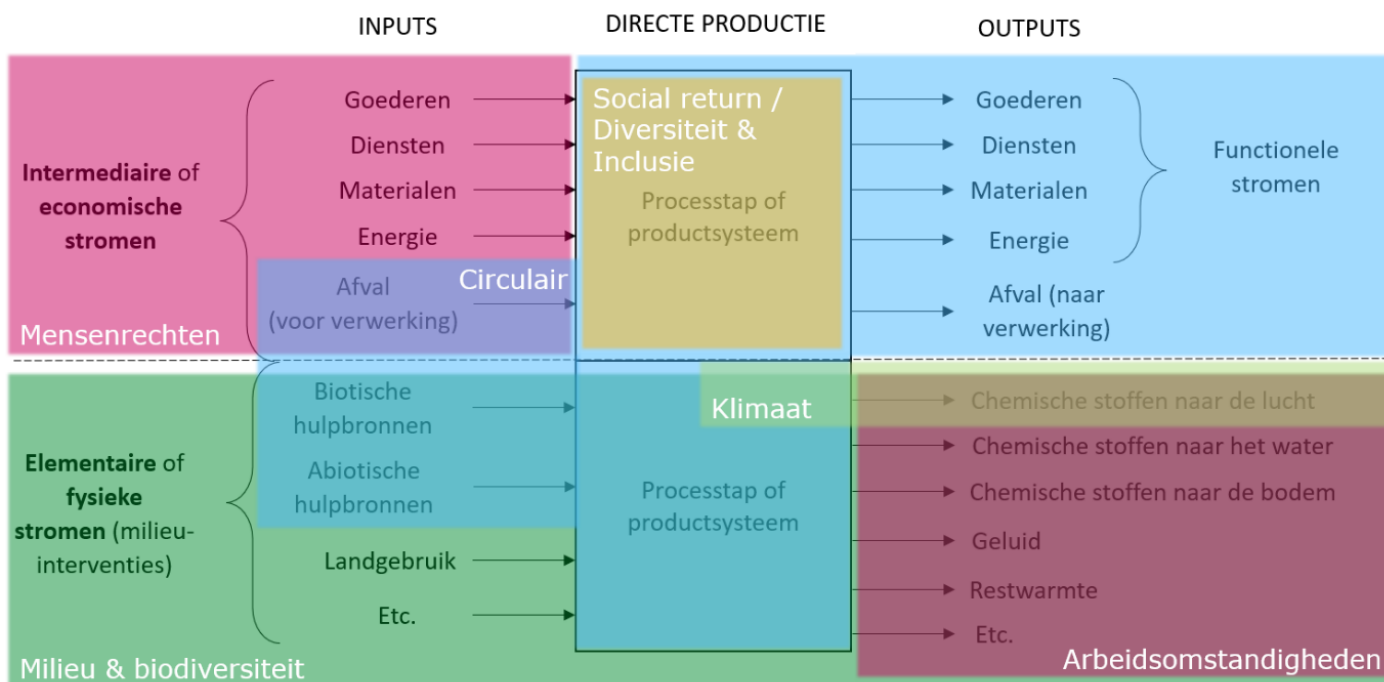 INPUTS
DIRECTE PRODUCTIE
OUTPUTS
Intermediaire of
economische
stromen
Mensenrechten
Goederen
Diensten
Materialen
Energie
Afval
(voor verwerking)
Circulair
Social return /
Diversiteit &
Inclusie
Processtap of
productsysteem
Goederen
Diensten
Materialen
Energie
Afval (naar
verwerking)
Functionele
stromen
Elementaire of
fysieke
stromen (milieu-
interventies)
Milieu & biodiversiteit
Biotische
hulpbronnen
Abiotische
hulpbronnen
Landgebruik
Etc.
Klimaat
Processtap of
productsysteem
Chemische stoffen naar de lucht
Chemische stoffen naar het water
Chemische stoffen naar de bodem
Geluid
Restwarmte
Etc.
Arbeidsomstandigheden